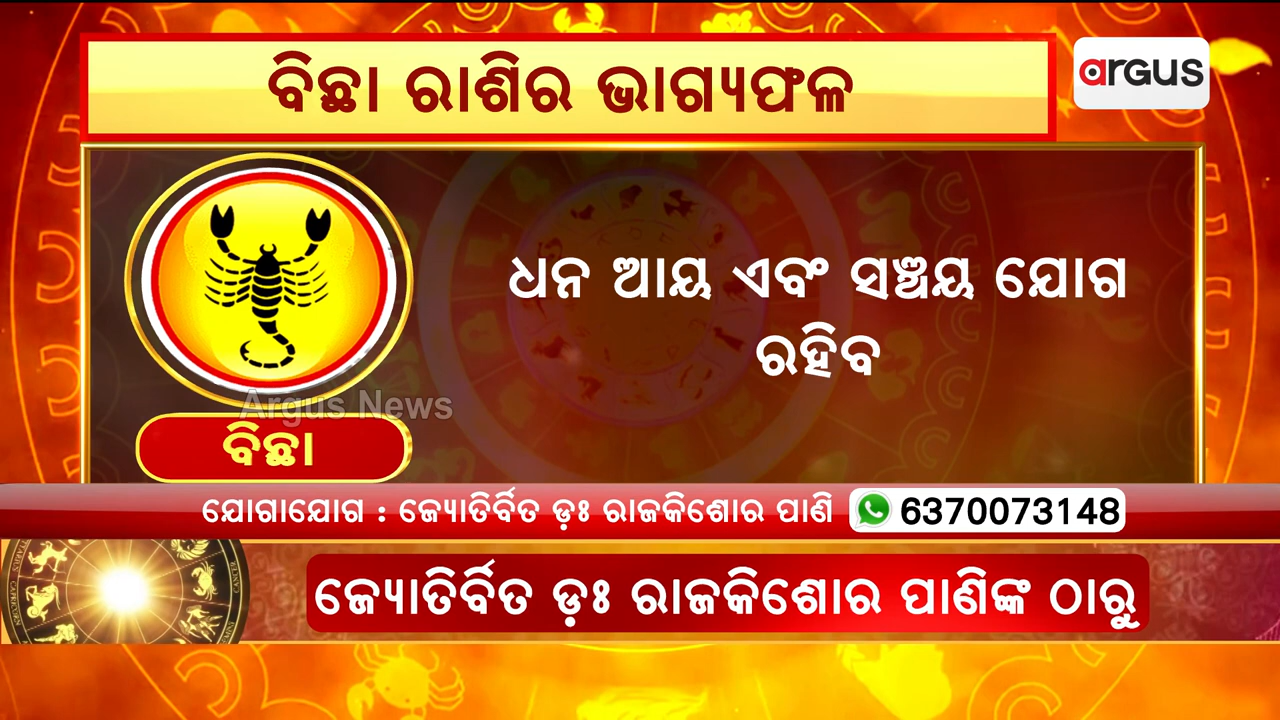 ବିଛା ରାଶିର ଭାଗ୍ୟଫଳ
argus
ଧନ ଆୟ ଏବଂ ସଞ୍ଚୟ ଯୋଗ
ରହିବ
Argus News
ବିଛା
ଯୋଗାଯୋଗ : ଜ୍ୟୋତିର୍ବିତ ଡ଼ଃ ରାଜକିଶୋର ପାଣି 6370073148
ଜ୍ୟୋତିର୍ବିତ ଡ଼ଃ ରାଜକିଶୋର ପାଣିଙ୍କ ଠାରୁ